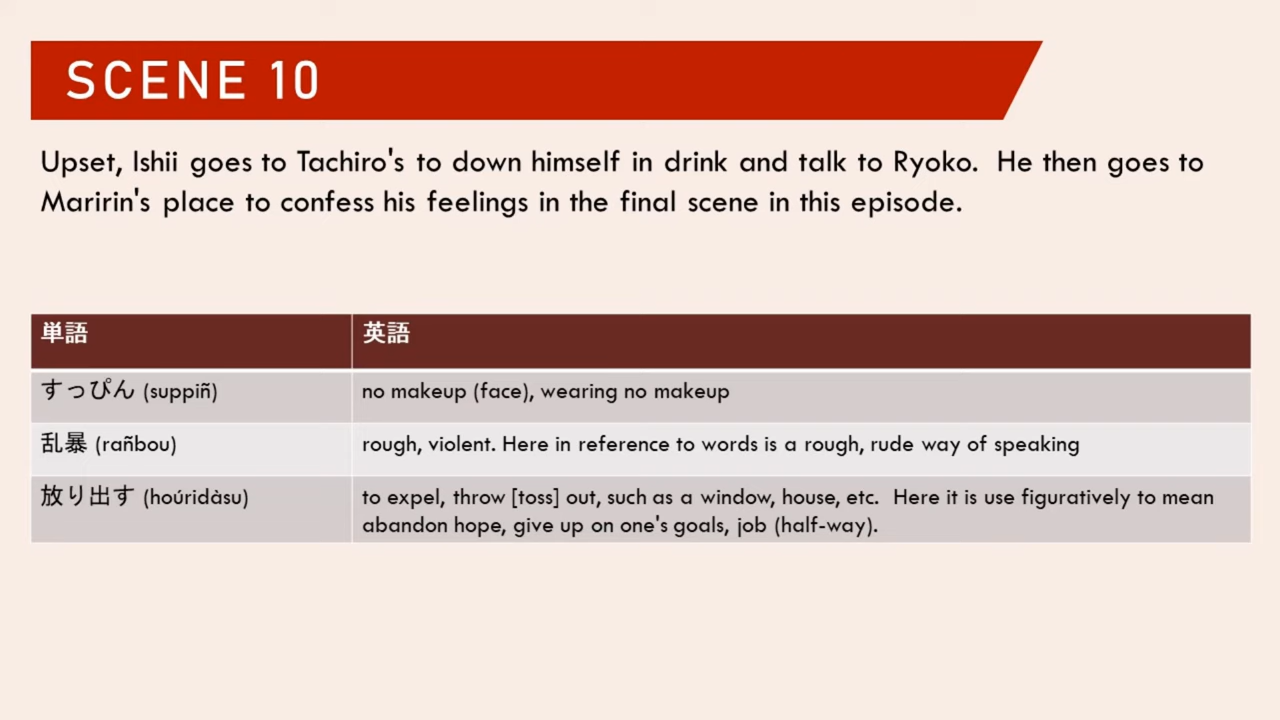 SCENE 10
Upset, Ishii goes to Tachiro's to down himself in drink and talk to Ryoko.  He then goes to
Maririn's place to confess his feelings in the final scene in this episode.
単語 英語
すっぴん (suppiñ) no makeup (face), wearing no makeup
乱暴 (rañbou) rough, violent. Here in reference to words is a rough, rude way of speaking
放り出す (hoúridàsu) to expel, throw [toss] out, such as a window, house, etc.  Here it is use figuratively to mean
abandon hope, give up on one's goals, job (half-way).